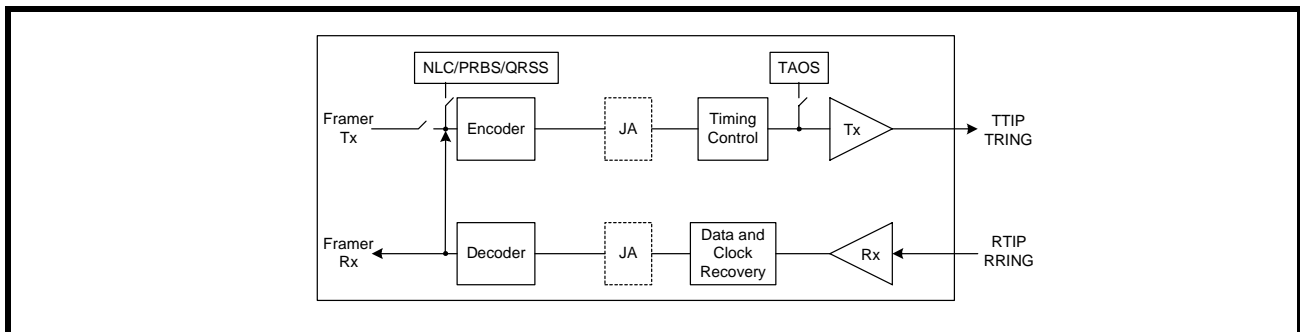 NLC/PRBS/QRSS
TAOS
Framer
Tx
Encoder
JA
Timing
Control
Tx
TTIP
TRING
Framer
Rx
Decoder
JA
Data and
Clock
Recovery
Rx
RTIP
RRING